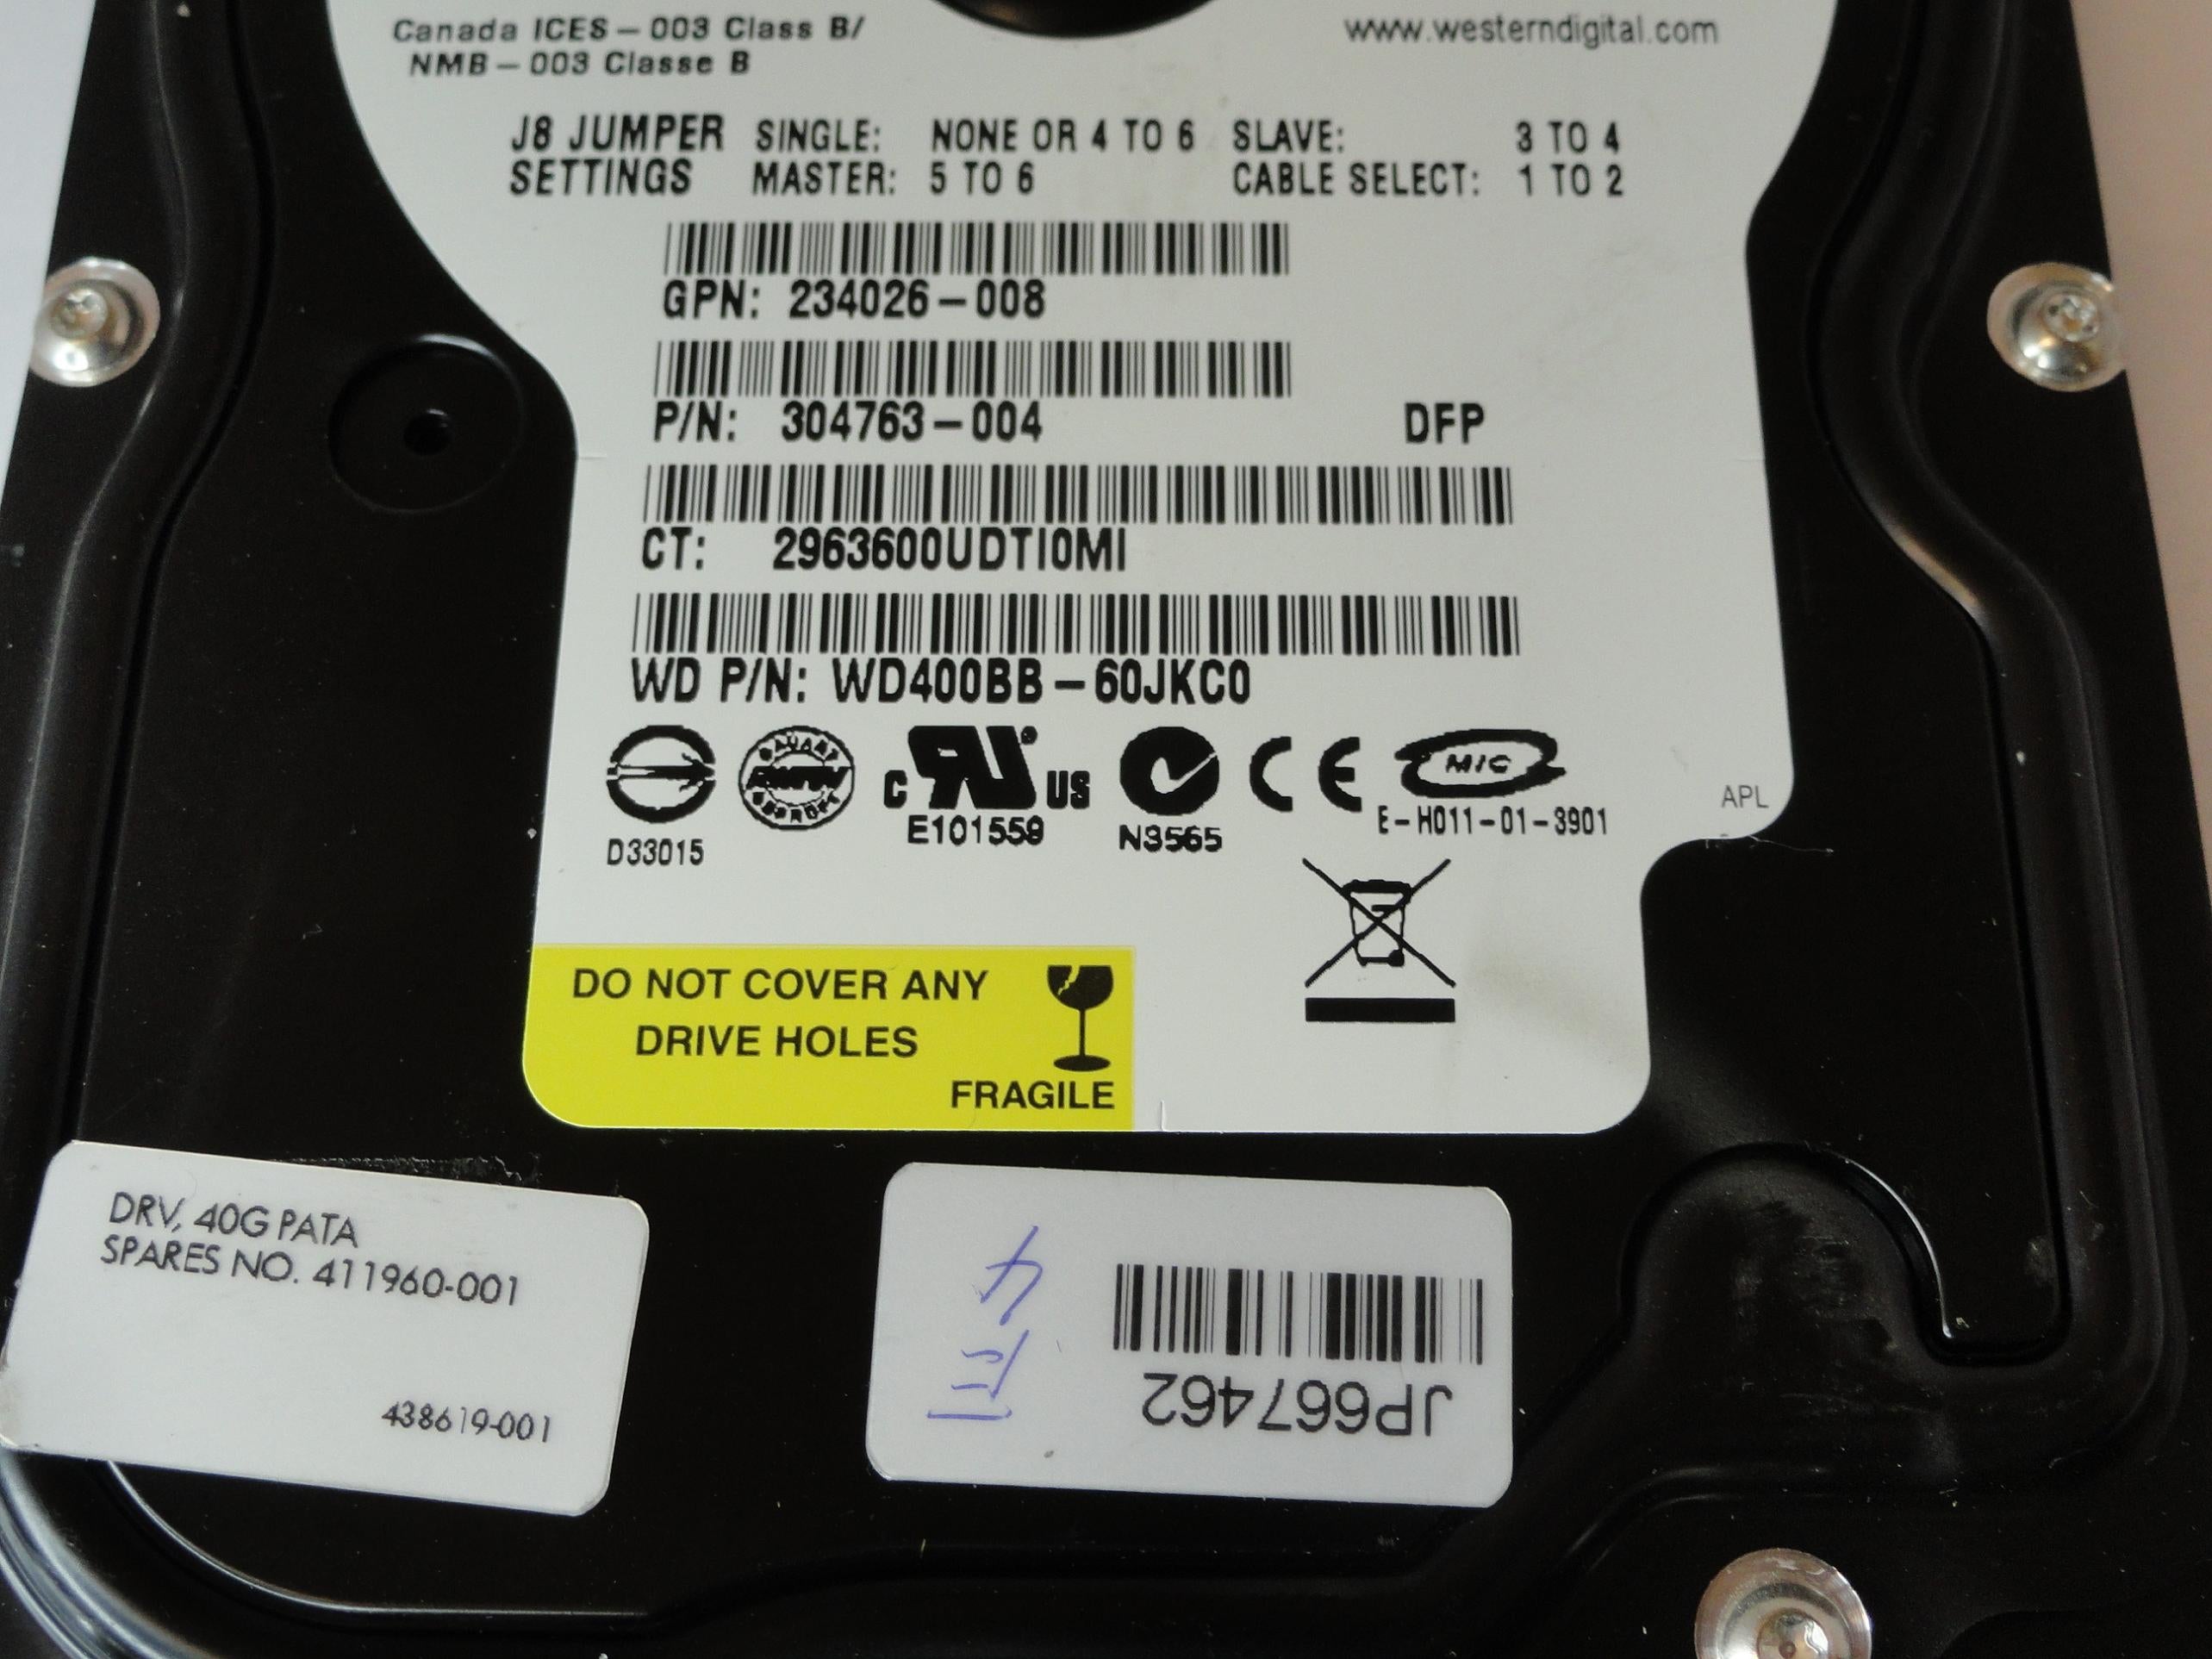 Canada ICES – 003 Class B/
NMB – 003 Classe B
www.westerndigital.com
J8 JUMPER SINGLE: NONE OR 4 TO 6 SLAVE: 3 TO 4
SETTINGS MASTER: 5 TO 6 CABLE SELECT: 1 TO 2
GPN: 234026–008
P/N: 304763–004 DFP
CT: 2963600UDTI0MI
WD P/N: WD400BB–60JKC0
C US CE MIC
E101559
D33015
N3565
E–H011–01–3901
APL
DO NOT COVER ANY
DRIVE HOLES
FRAGILE
DRV, 40G PATA
SPARES NO. 411960-001
438619-001
JP667462